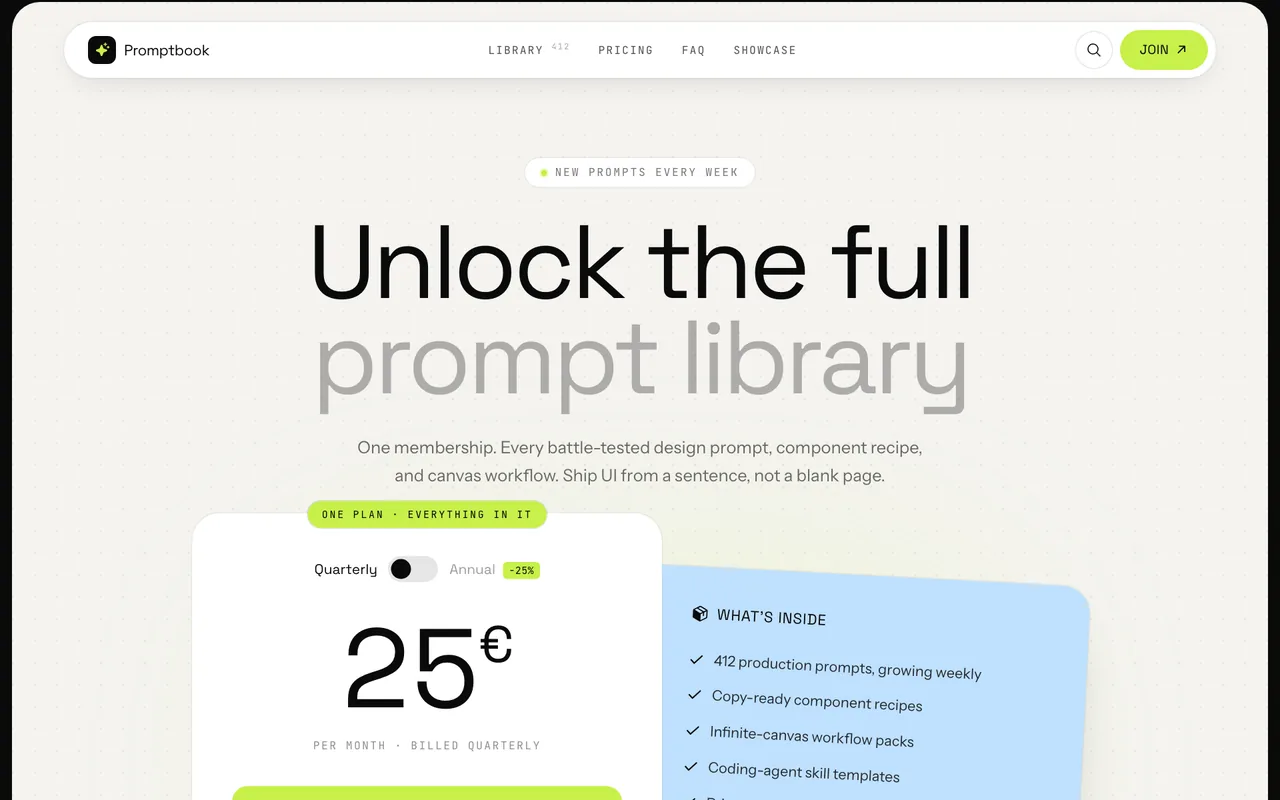 Promptbook
LIBRARY 412
PRICING
FAQ
SHOWCASE
JOIN
NEW PROMPTS EVERY WEEK
Unlock the full
prompt library
One membership. Every battle-tested design prompt, component recipe,
and canvas workflow. Ship UI from a sentence, not a blank page.
ONE PLAN · EVERYTHING IN IT
Quarterly
Annual -25%
25€
PER MONTH · BILLED QUARTERLY
WHAT'S INSIDE
412 production prompts, growing weekly
Copy-ready component recipes
Infinite-canvas workflow packs
Coding-agent skill templates